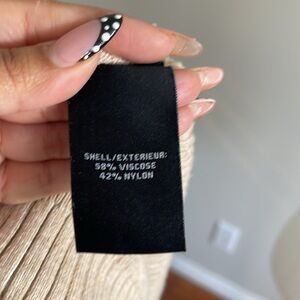 SHELL/EXTERIEUR:
58% VISCOSE
42% NYLON